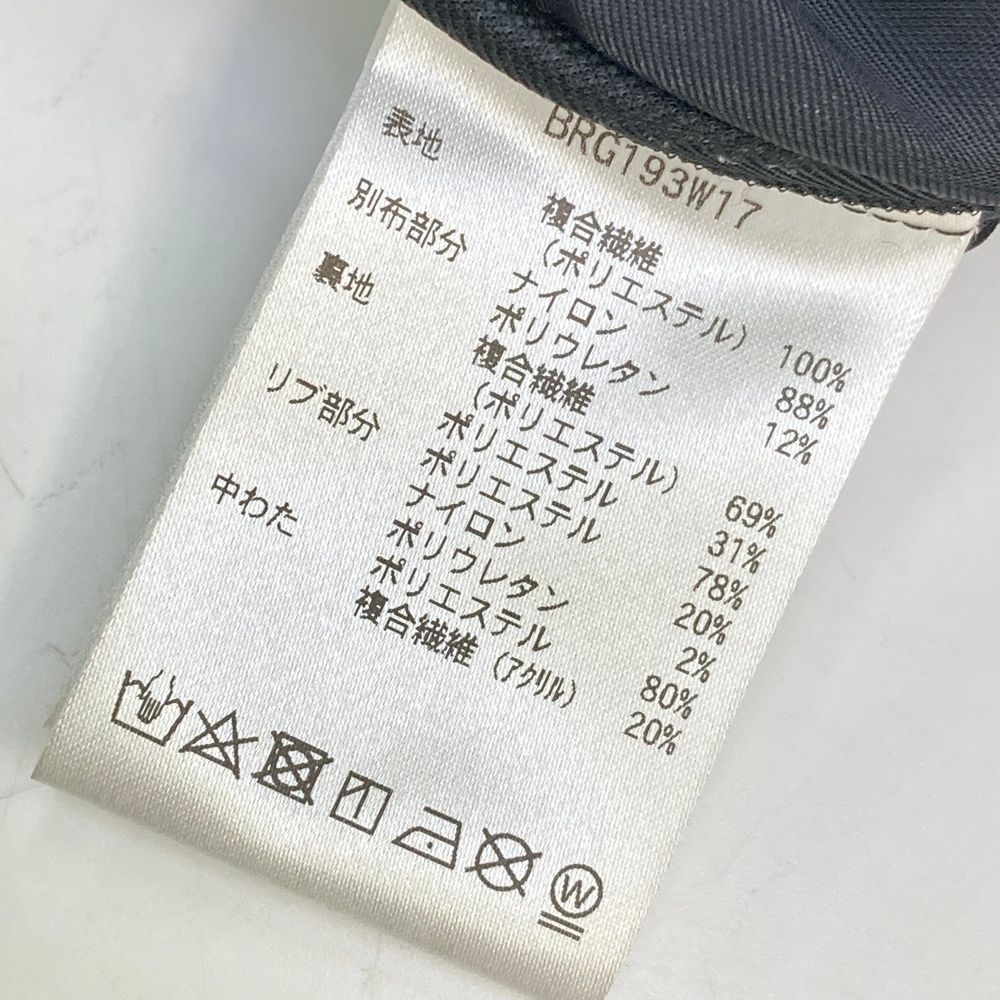 BRG193W17
表地 複合繊維
(ポリエステル) 100%
別布部分 ナイロン 88%
ポリウレタン 12%
裏地 複合繊維
(ポリエステル) 69%
ポリエステル 31%
リブ部分 ポリエステル 78%
ナイロン 20%
ポリウレタン 2%
中わた ポリエステル 80%
複合繊維(アクリル) 20%
W